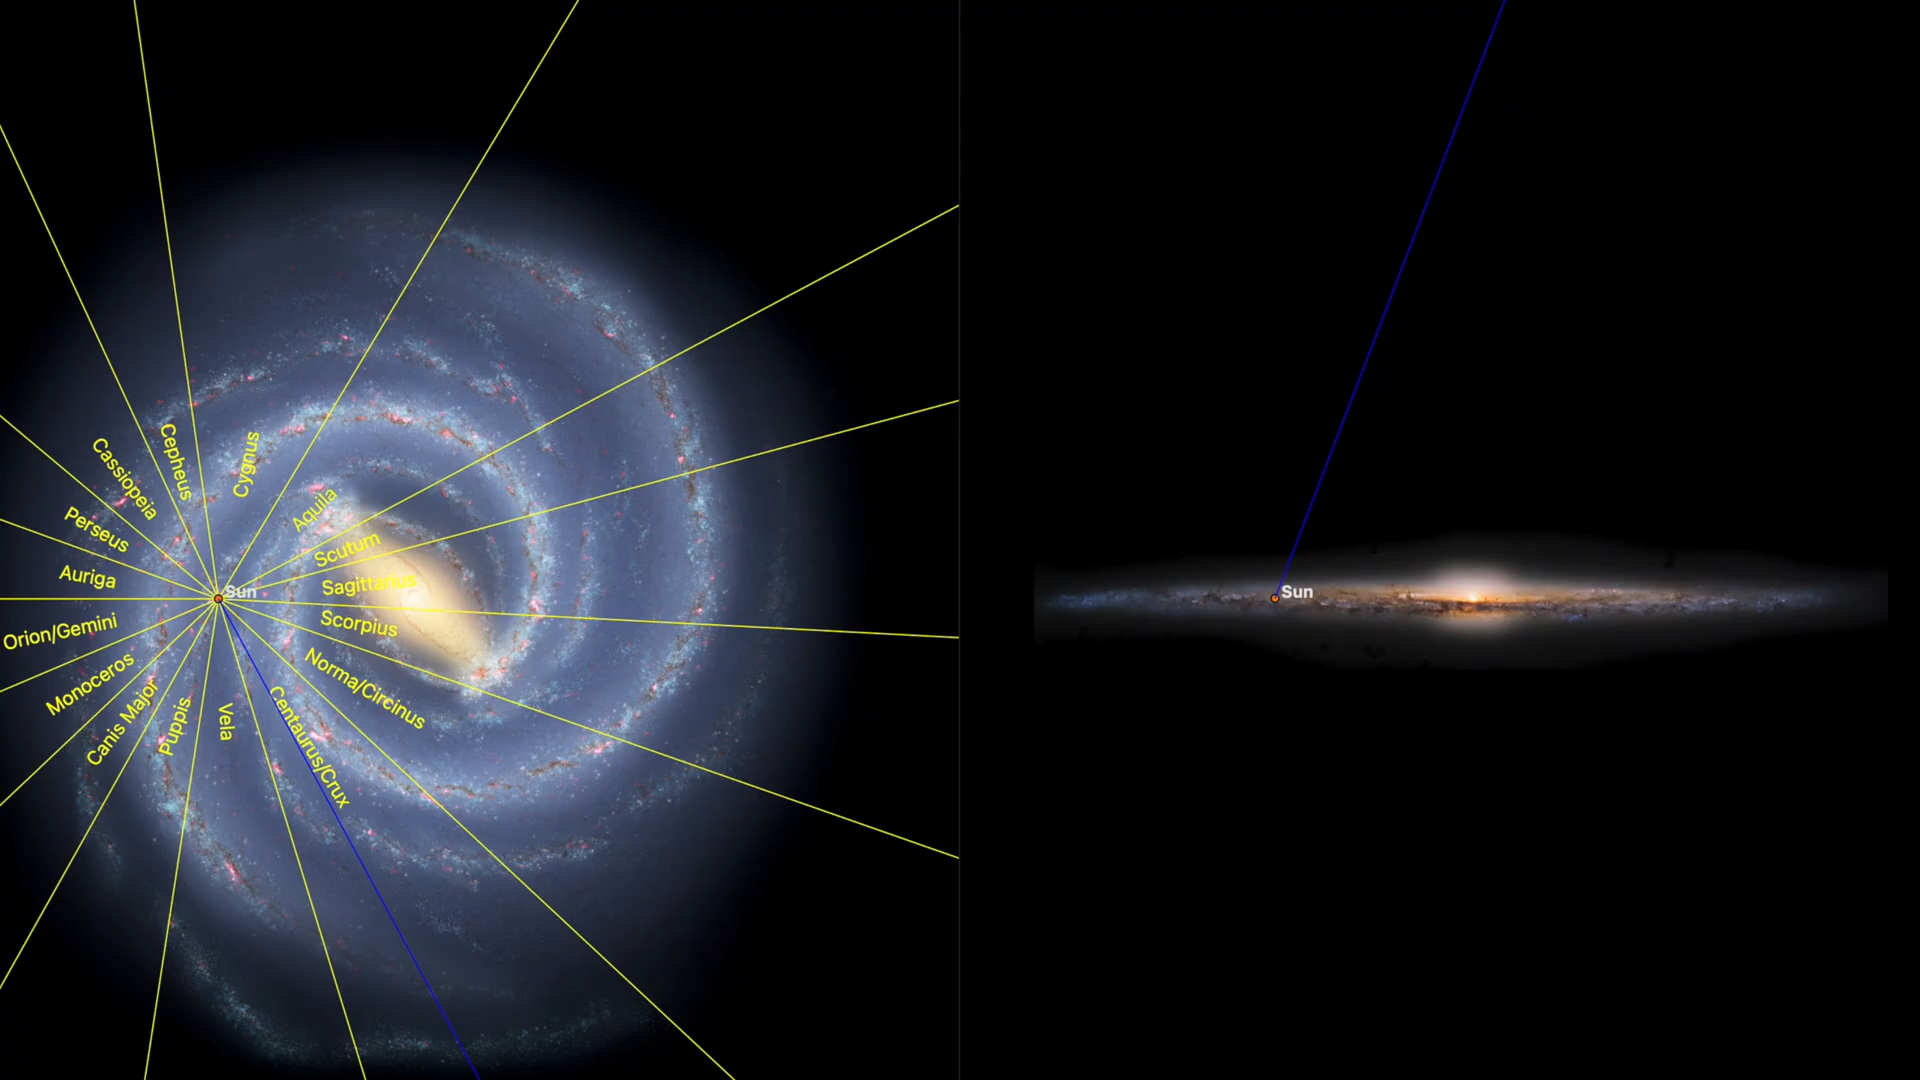 Cepheus
Cassiopeia
Cygnus
Perseus
Aquila
Scutum
Auriga
Sagittarius
Sun
Orion/Gemini
Scorpius
Monoceros
Norma/Circinus
Canis Major
Puppis
Vela
Centaurus/Crux
Sun